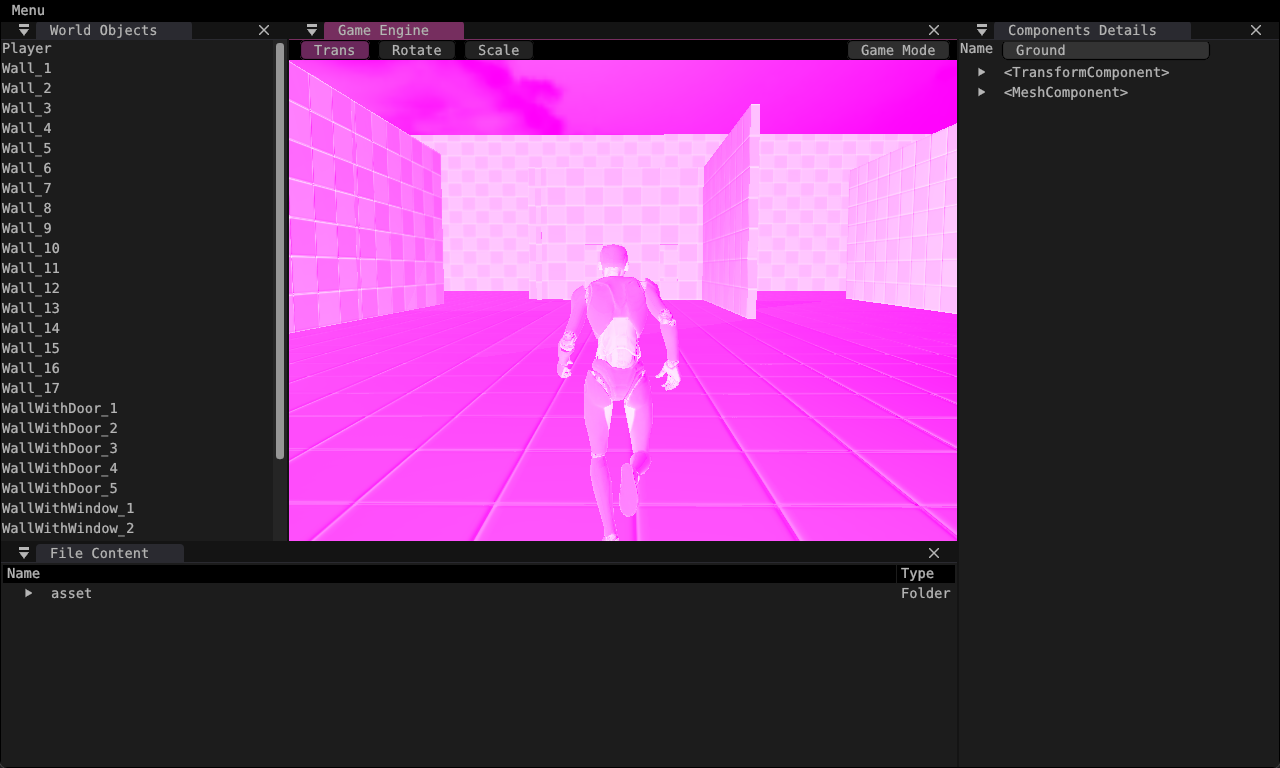 Menu
World Objects
Player
Wall_1
Wall_2
Wall_3
Wall_4
Wall_5
Wall_6
Wall_7
Wall_8
Wall_9
Wall_10
Wall_11
Wall_12
Wall_13
Wall_14
Wall_15
Wall_16
Wall_17
WallWithDoor_1
WallWithDoor_2
WallWithDoor_3
WallWithDoor_4
WallWithDoor_5
WallWithWindow_1
WallWithWindow_2
Game Engine
Trans Rotate Scale Game Mode
Components Details
Name Ground
<TransformComponent>
<MeshComponent>
File Content
Name Type
asset Folder